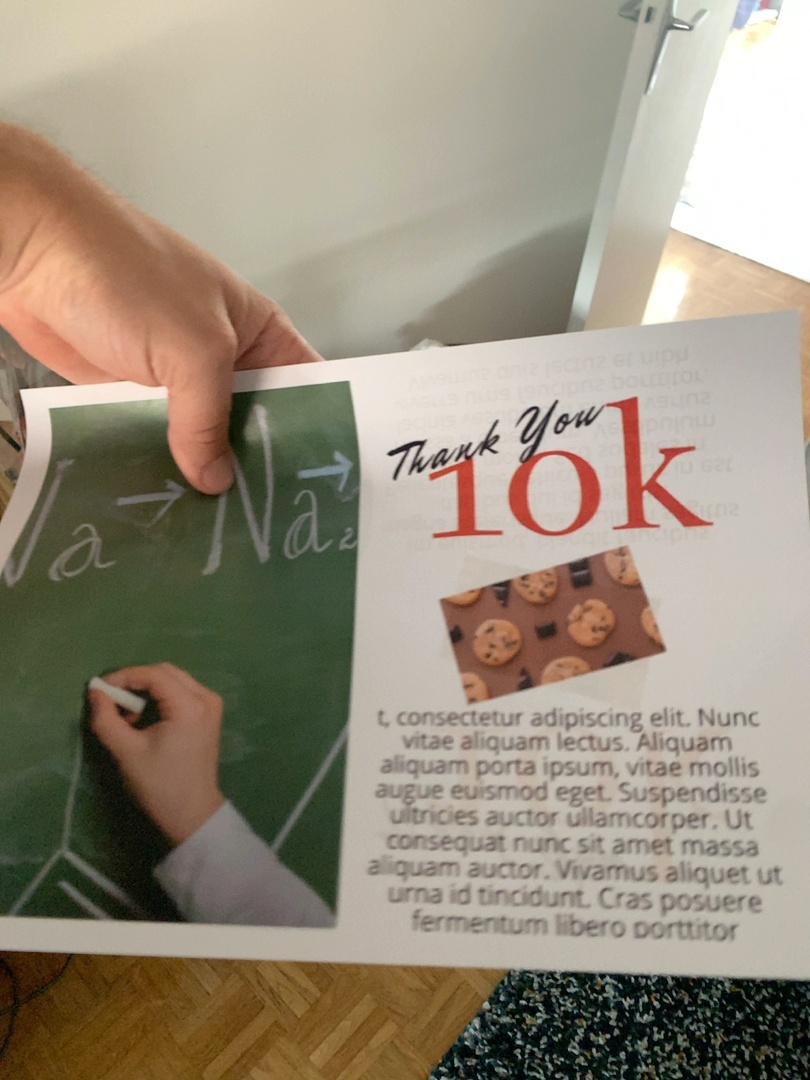 Na → Na₂ →
Thank You
10k
t, consectetur adipiscing elit. Nunc
vitae aliquam lectus. Aliquam
aliquam porta ipsum, vitae mollis
augue euismod eget. Suspendisse
ultricies auctor ullamcorper. Ut
consequat nunc sit amet massa
aliquam auctor. Vivamus aliquet ut
urna id tincidunt. Cras posuere
fermentum libero porttitor